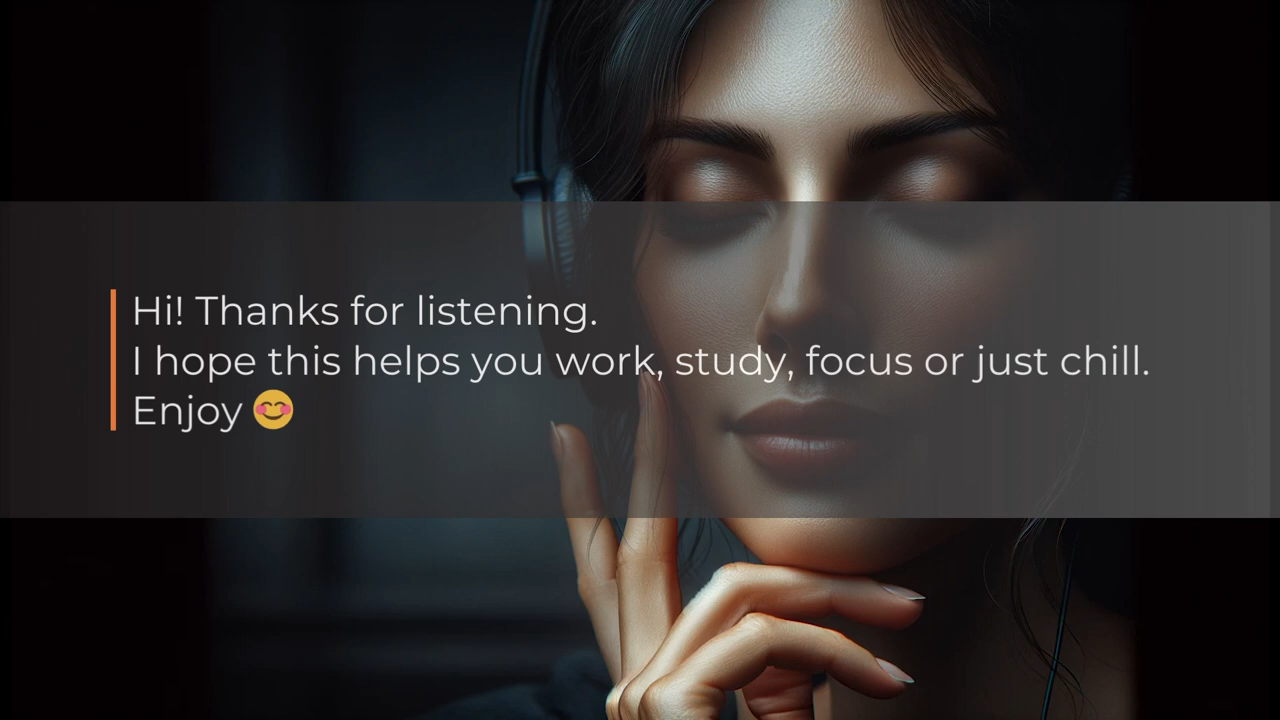 Hi! Thanks for listening.
I hope this helps you work, study, focus or just chill.
Enjoy 😊